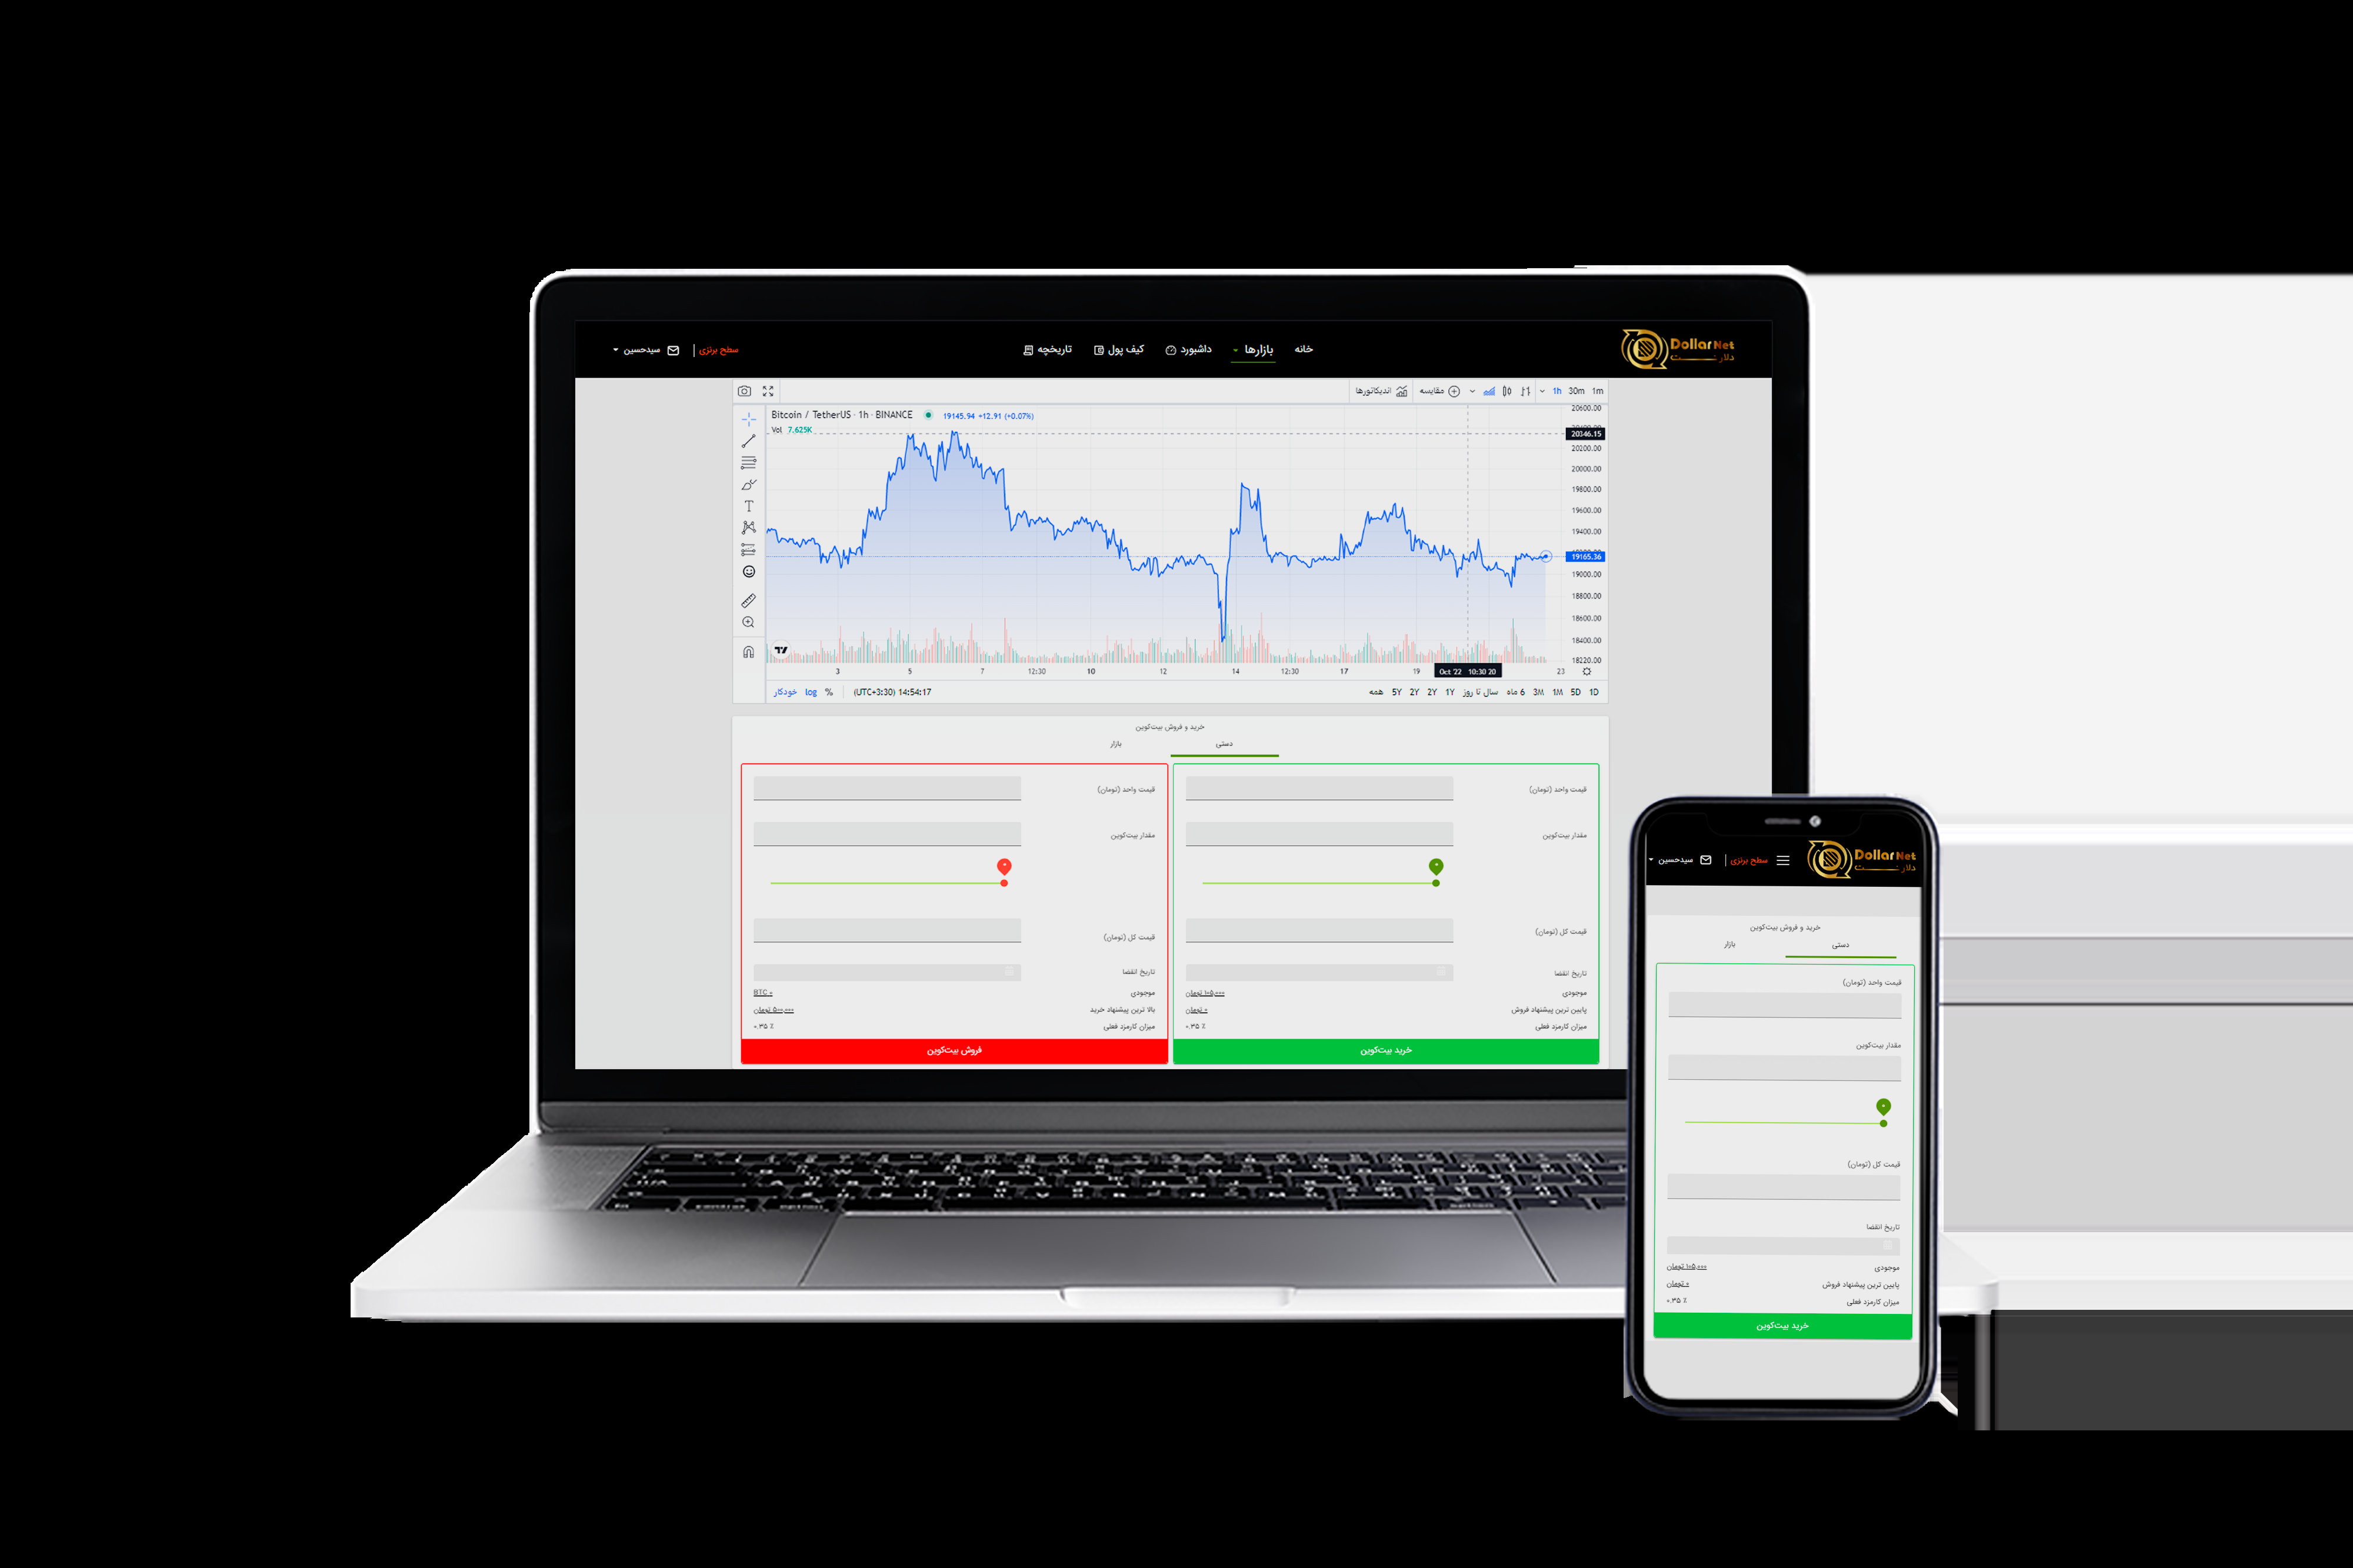 DollarNet
دلار نت
خانه بازارها داشبورد کیف پول تاریخچه
سطح برنزی | سیدحسین
1m 30m 1h مقایسه اندیکاتورها
Bitcoin / TetherUS · 1h · BINANCE 19145.94 +12.91 (+0.07%)
Vol 7.625K
20600.00
20346.15
20200.00
20000.00
19800.00
19600.00
19400.00
19165.36
19000.00
18800.00
18600.00
18400.00
18220.00
3 5 7 12:30 10 12 14 12:30 17 19 Oct '22 10:30 20 23
خودکار log % (UTC+3:30) 14:54:17
1D 5D 1M 3M 6 ماه سال تا روز 1Y 2Y 2Y 5Y همه
خرید و فروش بیت‌کوین
دستی بازار
قیمت واحد (تومان)
مقدار بیت‌کوین
قیمت کل (تومان)
تاریخ انقضا
موجودی ۱۰۵,۰۰۰ تومان
پایین ترین پیشنهاد فروش ۰ تومان
میزان کارمزد فعلی ۰.۳۵ ٪
خرید بیت‌کوین
قیمت واحد (تومان)
مقدار بیت‌کوین
قیمت کل (تومان)
تاریخ انقضا
موجودی ۰ BTC
بالا ترین پیشنهاد خرید ۵۰۰,۰۰۰ تومان
میزان کارمزد فعلی ۰.۳۵ ٪
فروش بیت‌کوین
DollarNet
دلار نت
سطح برنزی | سیدحسین
خرید و فروش بیت‌کوین
دستی بازار
قیمت واحد (تومان)
مقدار بیت‌کوین
قیمت کل (تومان)
تاریخ انقضا
موجودی ۱۰۵,۰۰۰ تومان
پایین ترین پیشنهاد فروش ۰ تومان
میزان کارمزد فعلی ۰.۳۵ ٪
خرید بیت‌کوین